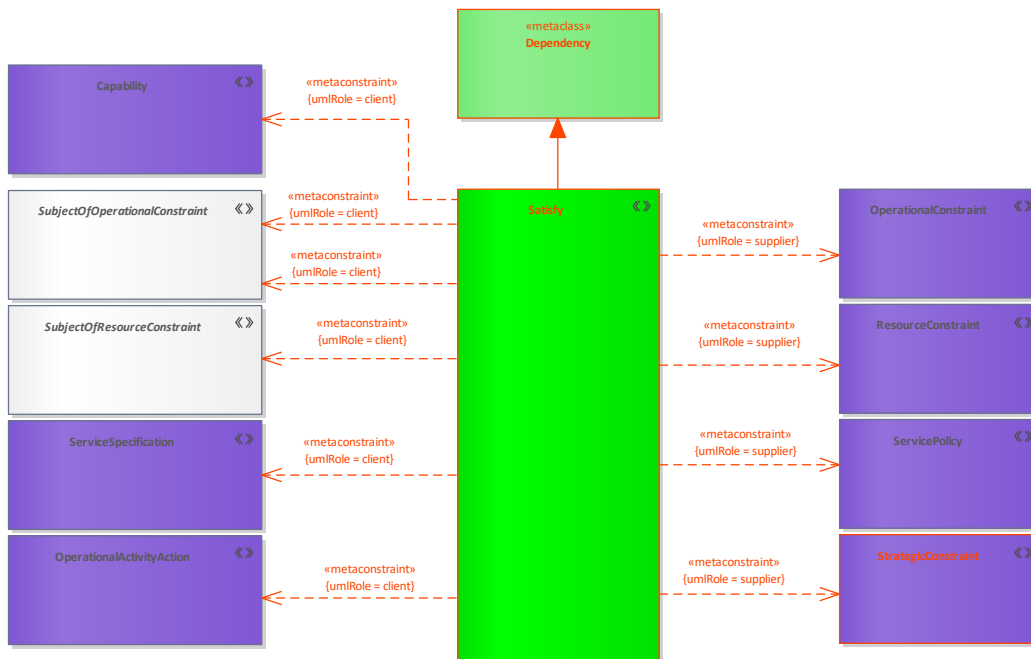 «metaclass»
Dependency
Capability
«metaconstraint»
{umlRole = client}
SubjectOfOperationalConstraint
«metaconstraint»
{umlRole = client}
«metaconstraint»
{umlRole = client}
SubjectOfResourceConstraint
«metaconstraint»
{umlRole = client}
ServiceSpecification
«metaconstraint»
{umlRole = client}
OperationalActivityAction
«metaconstraint»
{umlRole = client}
Satisfy
«metaconstraint»
{umlRole = supplier}
OperationalConstraint
«metaconstraint»
{umlRole = supplier}
ResourceConstraint
«metaconstraint»
{umlRole = supplier}
ServicePolicy
«metaconstraint»
{umlRole = supplier}
StrategicConstraint